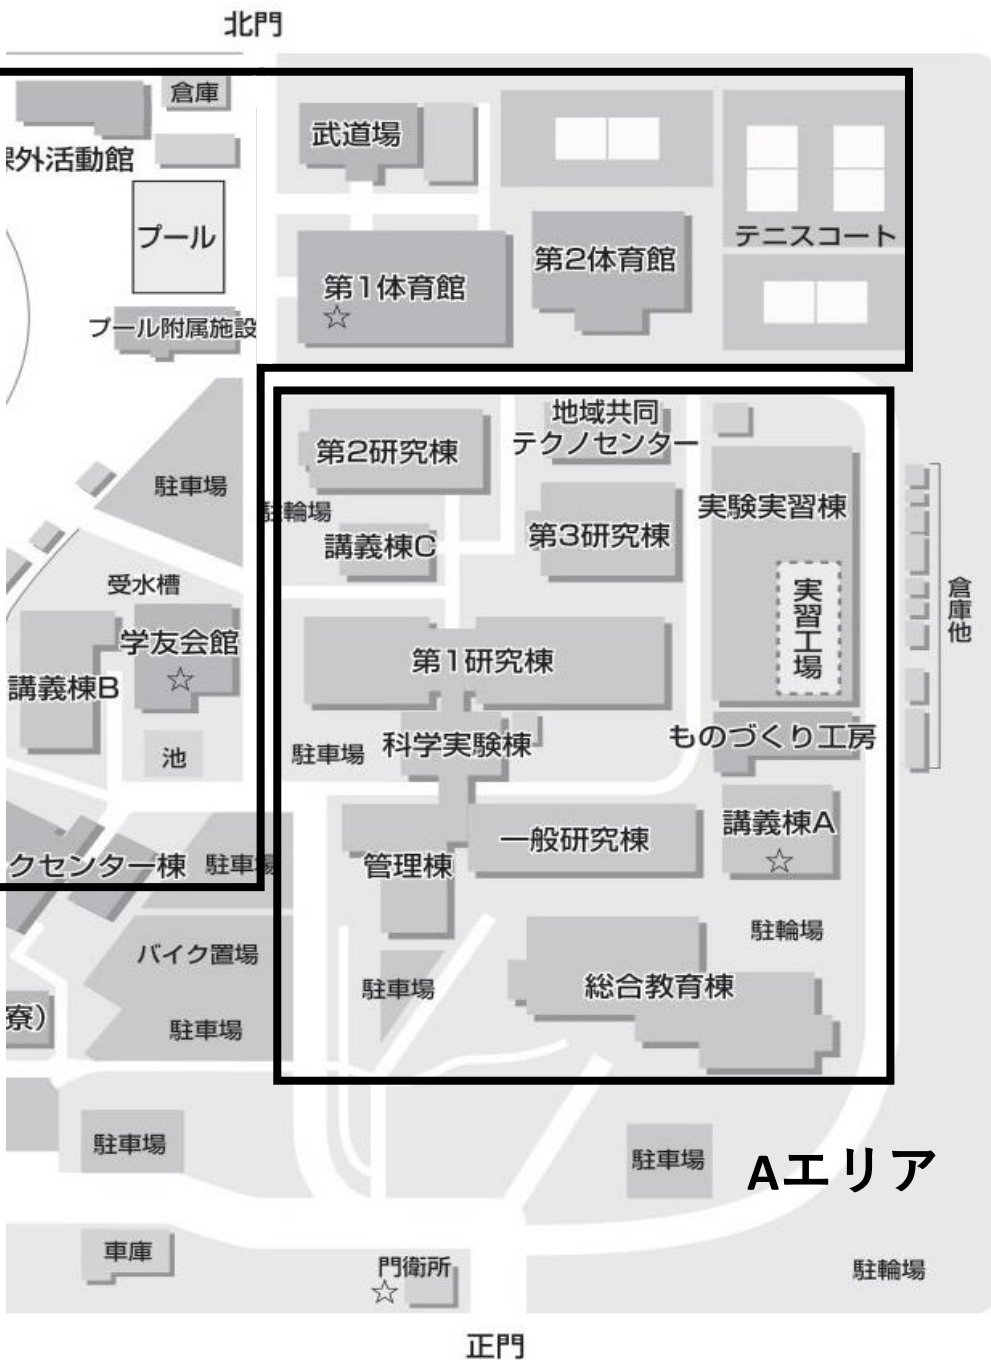 北門
倉庫
課外活動館
武道場
プール
テニスコート
第2体育館
第1体育館
☆
プール附属施設
地域共同
テクノセンター
第2研究棟
駐車場
駐輪場
実験実習棟
第3研究棟
講義棟C
受水槽
実習工場
倉庫他
学友会館
☆
第1研究棟
講義棟B
ものづくり工房
科学実験棟
駐車場
池
講義棟A
☆
一般研究棟
クセンター棟
駐車場
管理棟
駐輪場
バイク置場
総合教育棟
駐車場
寮）
駐車場
駐車場
駐車場
Aエリア
車庫
門衛所
☆
駐輪場
正門